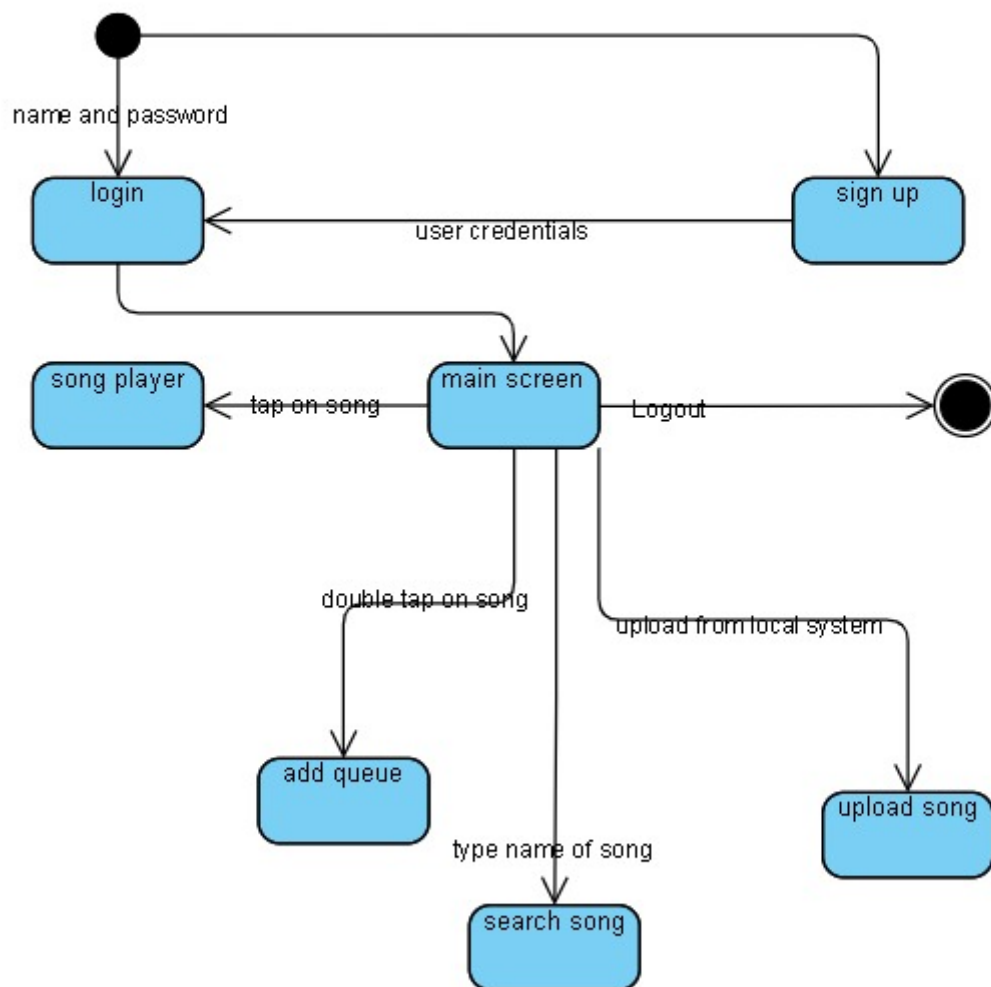 name and password
login
sign up
user credentials
song player
main screen
tap on song
Logout
double tap on song
upload from local system
add queue
upload song
type name of song
search song